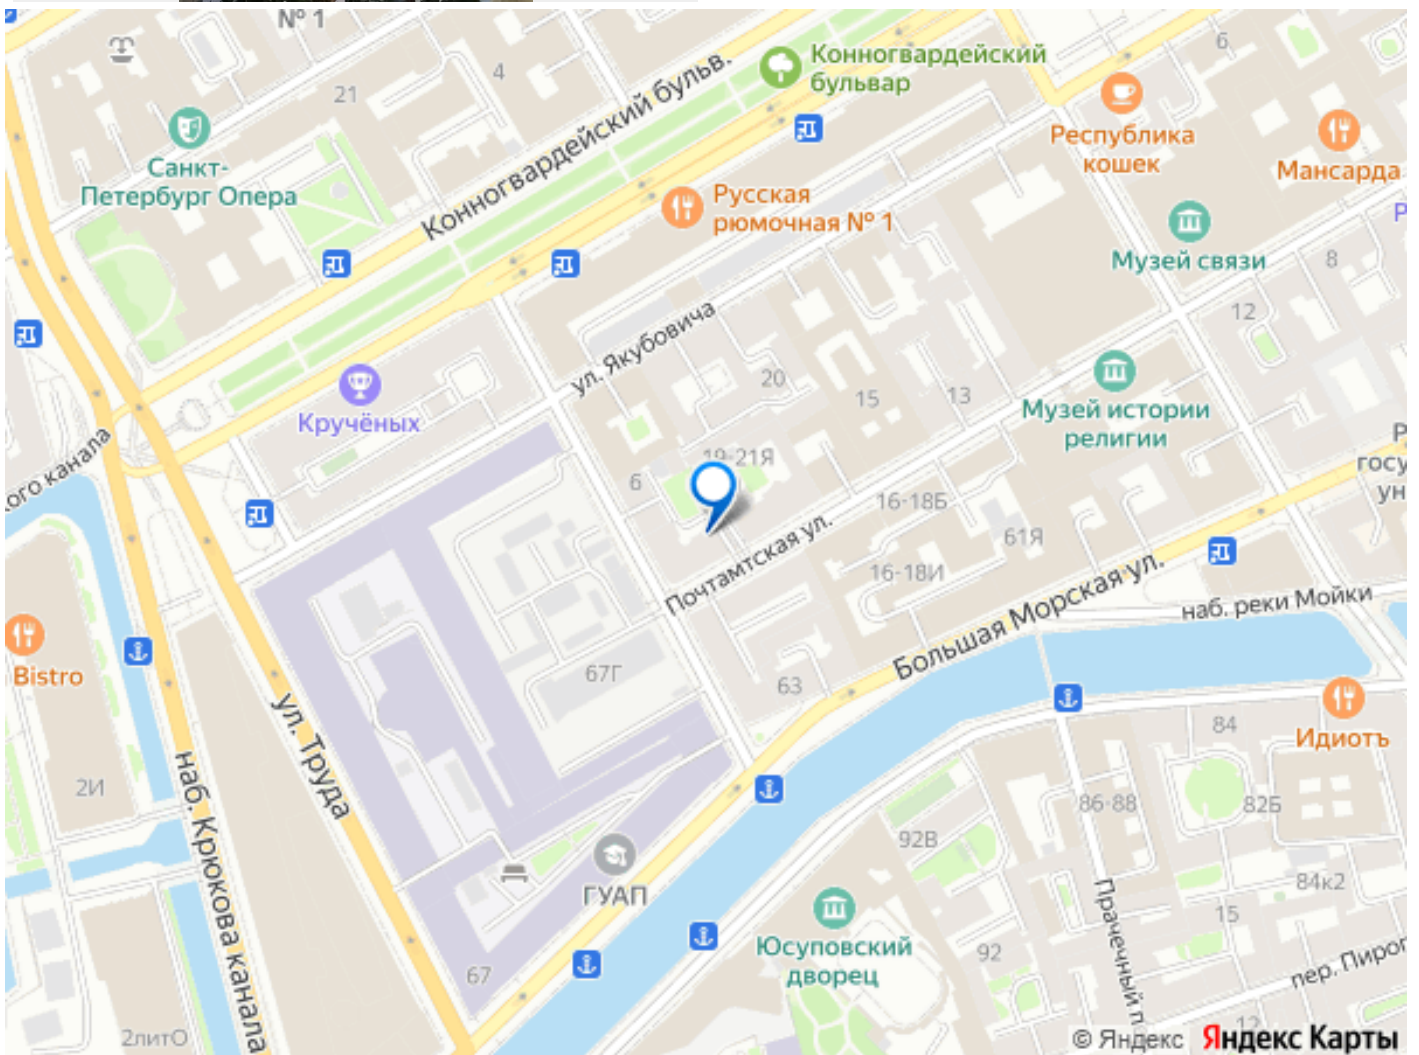 № 1
21
4
6
Конногвардейский
бульвар
Конногвардейский бульв.
Санкт-
Петербург Опера
Республика
кошек
Мансарда
Русская
рюмочная № 1
Музей связи
8
12
ул. Якубовича
20
15
13
Музей истории
религии
Кручёных
19-21Я
6
16-18Б
61Я
16-18И
Почтамтская ул.
Большая Морская ул.
наб. реки Мойки
Bistro
67Г
63
ул. Труда
2И
наб. Крюкова канала
84
Идиотъ
86-88
82Б
92В
ГУАП
84к2
15
Прачечный п
Юсуповский
дворец
92
пер. Пирог
67
2литО
12
© Яндекс Яндекс Карты